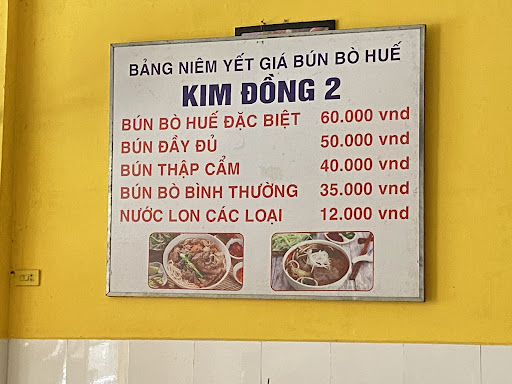 BẢNG NIÊM YẾT GIÁ BÚN BÒ HUẾ
KIM ĐỒNG 2
BÚN BÒ HUẾ ĐẶC BIỆT 60.000 vnd
BÚN ĐẦY ĐỦ 50.000 vnd
BÚN THẬP CẨM 40.000 vnd
BÚN BÒ BÌNH THƯỜNG 35.000 vnd
NƯỚC LON CÁC LOẠI 12.000 vnd